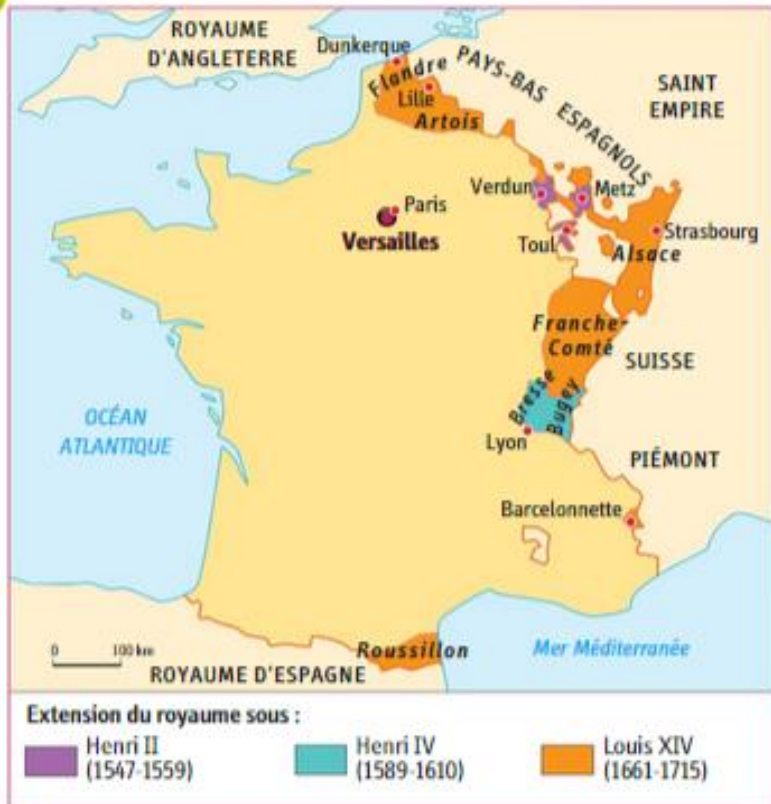 ROYAUME
D'ANGLETERRE
Dunkerque
Flandre
PAYS-BAS ESPAGNOLS
SAINT
EMPIRE
Lille
Artois
Verdun
Metz
Paris
Versailles
Toul
Strasbourg
Alsace
Franche-
Comté
SUISSE
Bresse
Bugey
OCÉAN
ATLANTIQUE
Lyon
PIÉMONT
Barcelonnette
0 100 km
Roussillon
Mer Méditerranée
ROYAUME D'ESPAGNE
Extension du royaume sous :
Henri II
(1547-1559)
Henri IV
(1589-1610)
Louis XIV
(1661-1715)